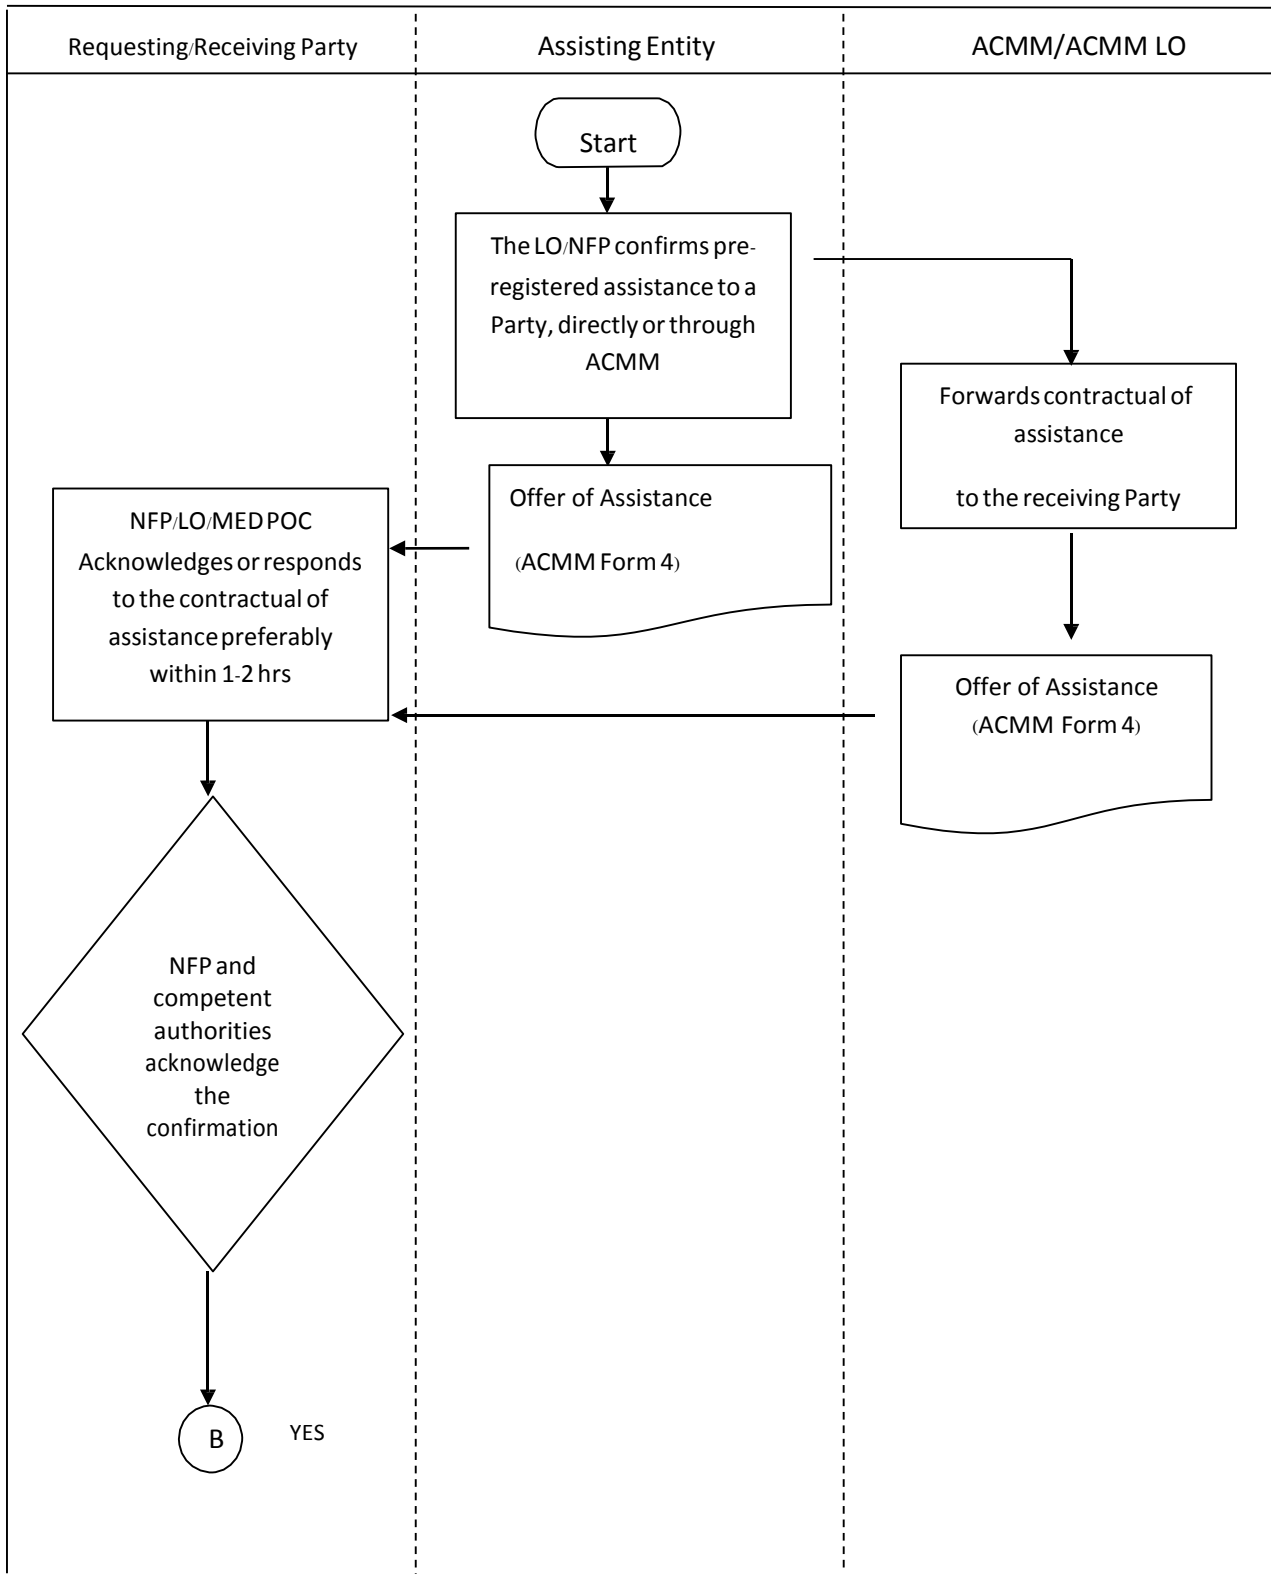 Requesting/Receiving Party
Assisting Entity
ACMM/ACMM LO
Start
The LO/NFP confirms pre-
registered assistance to a
Party, directly or through
ACMM
Forwards contractual of
assistance
to the receiving Party
Offer of Assistance
(ACMM Form 4)
NFP/LO/MED POC
Acknowledges or responds
to the contractual of
assistance preferably
within 1-2 hrs
Offer of Assistance
(ACMM Form 4)
NFP and
competent
authorities
acknowledge
the
confirmation
B
YES